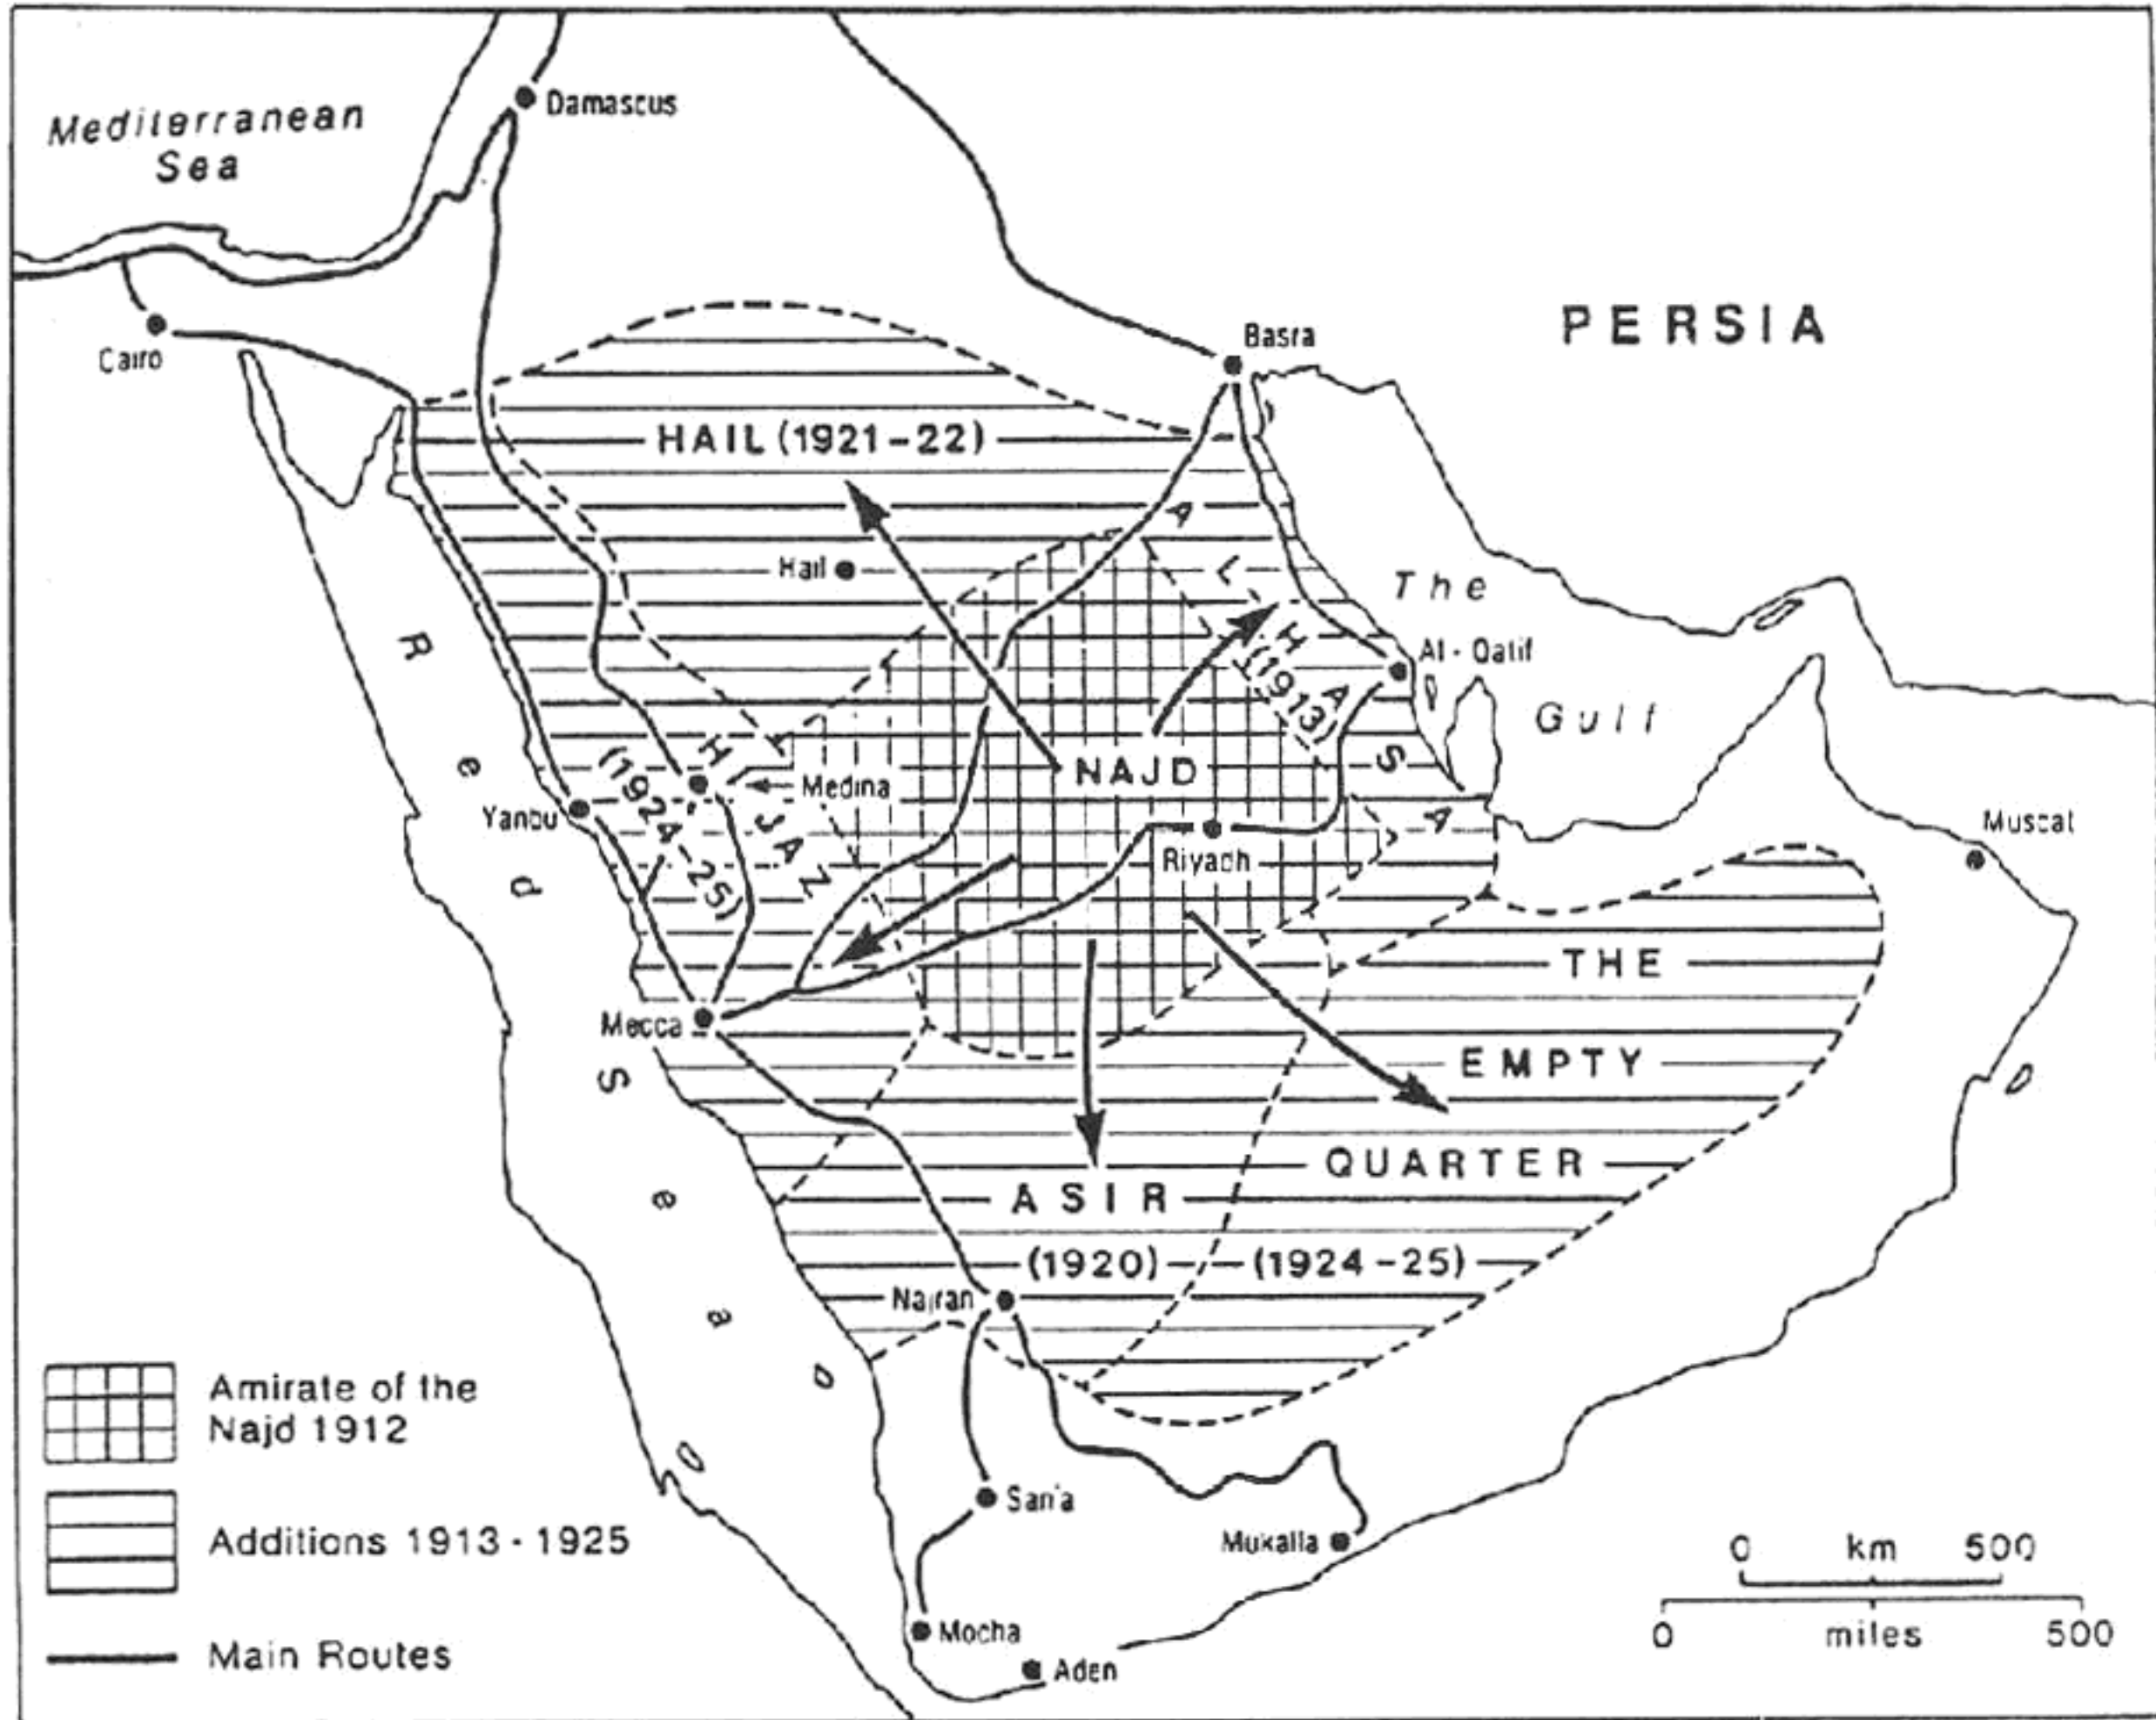 Mediterranean
Sea
Damascus
Cairo
Basra
PERSIA
HAIL (1921-22)
Hail
The
Gulf
AL HASA
(1913)
Al - Qatif
NAJD
Medina
HIJAZ
(1924-25)
Yanbu
Riyadh
Muscat
Red Sea
Mecca
THE
EMPTY
QUARTER
(1924-25)
ASIR
(1920)
Najran
San'a
Mukalla
Mocha
Aden
Amirate of the
Najd 1912
Additions 1913 - 1925
Main Routes
0 km 500
0 miles 500